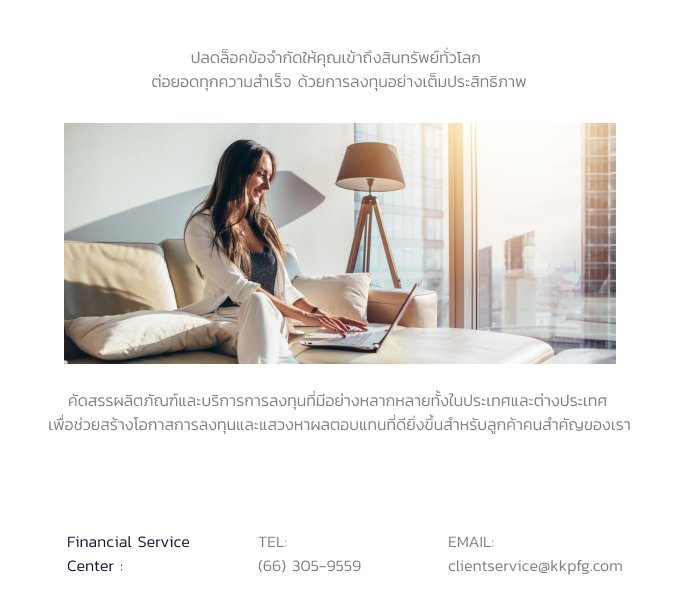 ปลดล็อคข้อจำกัดให้คุณเข้าถึงสินทรัพย์ทั่วโลก
ต่อยอดทุกความสำเร็จ ด้วยการลงทุนอย่างเต็มประสิทธิภาพ
คัดสรรผลิตภัณฑ์และบริการการลงทุนที่มีอย่างหลากหลายทั้งในประเทศและต่างประเทศ
เพื่อช่วยสร้างโอกาสการลงทุนและแสวงหาผลตอบแทนที่ดียิ่งขึ้นสำหรับลูกค้าคนสำคัญของเรา
Financial Service
Center :
TEL:
(66) 305-9559
EMAIL:
clientservice@kkpfg.com